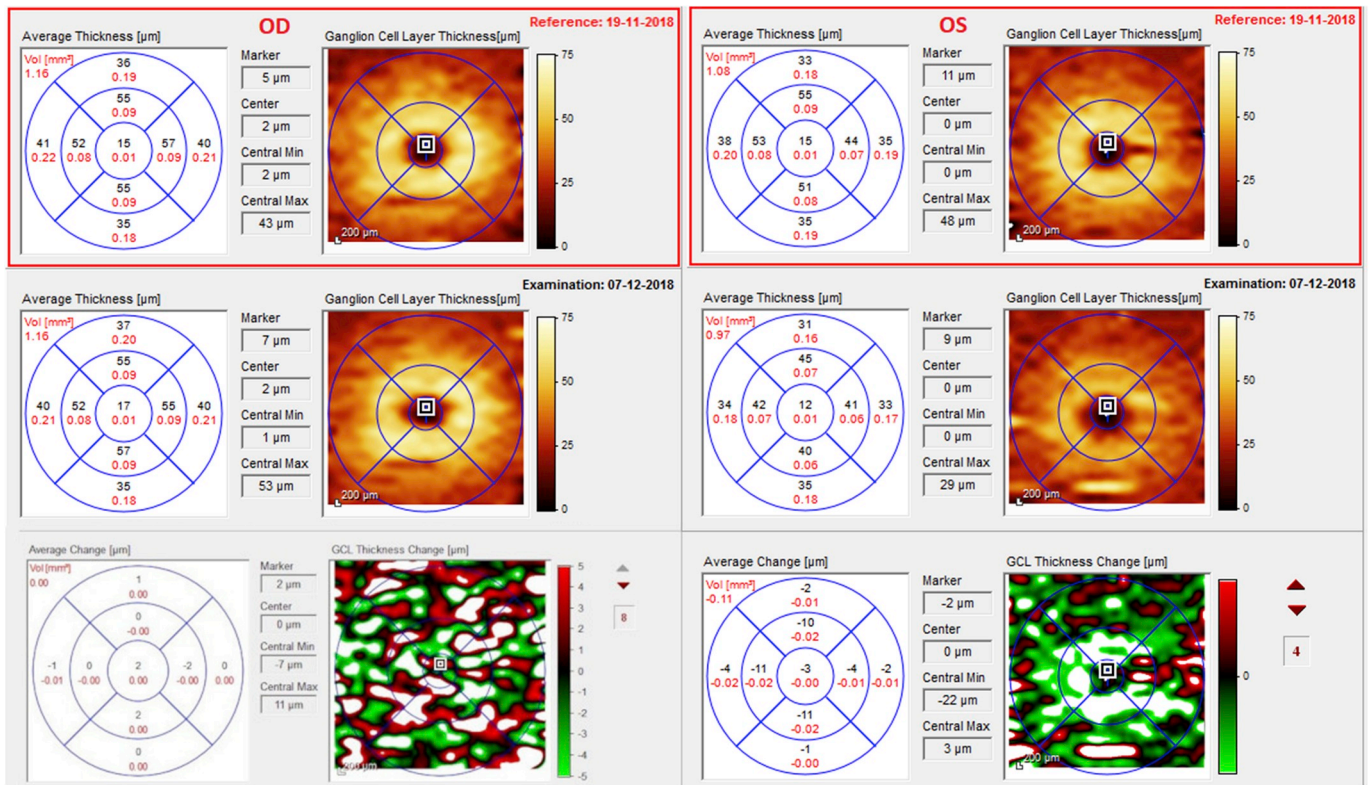 OD
Reference: 19-11-2018
Average Thickness [µm]
Vol [mm³]
1.16
36
0.19
55
0.09
41
0.22
52
0.08
15
0.01
57
0.09
40
0.21
55
0.09
35
0.18
Marker
5 µm
Center
2 µm
Central Min
2 µm
Central Max
43 µm
Ganglion Cell Layer Thickness[µm]
200 µm
75
50
25
0
OS
Reference: 19-11-2018
Average Thickness [µm]
Vol [mm³]
1.08
33
0.18
55
0.09
38
0.20
53
0.08
15
0.01
44
0.07
35
0.19
51
0.08
35
0.19
Marker
11 µm
Center
0 µm
Central Min
0 µm
Central Max
48 µm
Ganglion Cell Layer Thickness[µm]
200 µm
75
50
25
0
Examination: 07-12-2018
Average Thickness [µm]
Vol [mm³]
1.16
37
0.20
55
0.09
40
0.21
52
0.08
17
0.01
55
0.09
40
0.21
57
0.09
35
0.18
Marker
7 µm
Center
2 µm
Central Min
1 µm
Central Max
53 µm
Ganglion Cell Layer Thickness[µm]
200 µm
75
50
25
0
Examination: 07-12-2018
Average Thickness [µm]
Vol [mm³]
0.97
31
0.16
45
0.07
34
0.18
42
0.07
12
0.01
41
0.06
33
0.17
40
0.06
35
0.18
Marker
9 µm
Center
0 µm
Central Min
0 µm
Central Max
29 µm
Ganglion Cell Layer Thickness[µm]
200 µm
75
50
25
0
Average Change [µm]
Vol [mm³]
0.00
1
0.00
0
-0.00
-1
-0.01
0
-0.00
2
0.00
-2
-0.00
0
0.00
2
0.00
0
0.00
Marker
2 µm
Center
0 µm
Central Min
-7 µm
Central Max
11 µm
GCL Thickness Change [µm]
200 µm
5
4
3
2
1
0
-1
-2
-3
-4
-5
8
Average Change [µm]
Vol [mm³]
-0.11
-2
-0.01
-10
-0.02
-4
-0.02
-11
-0.02
-3
-0.00
-4
-0.01
-2
-0.01
-11
-0.02
-1
-0.00
Marker
-2 µm
Center
0 µm
Central Min
-22 µm
Central Max
3 µm
GCL Thickness Change [µm]
200 µm
0
4